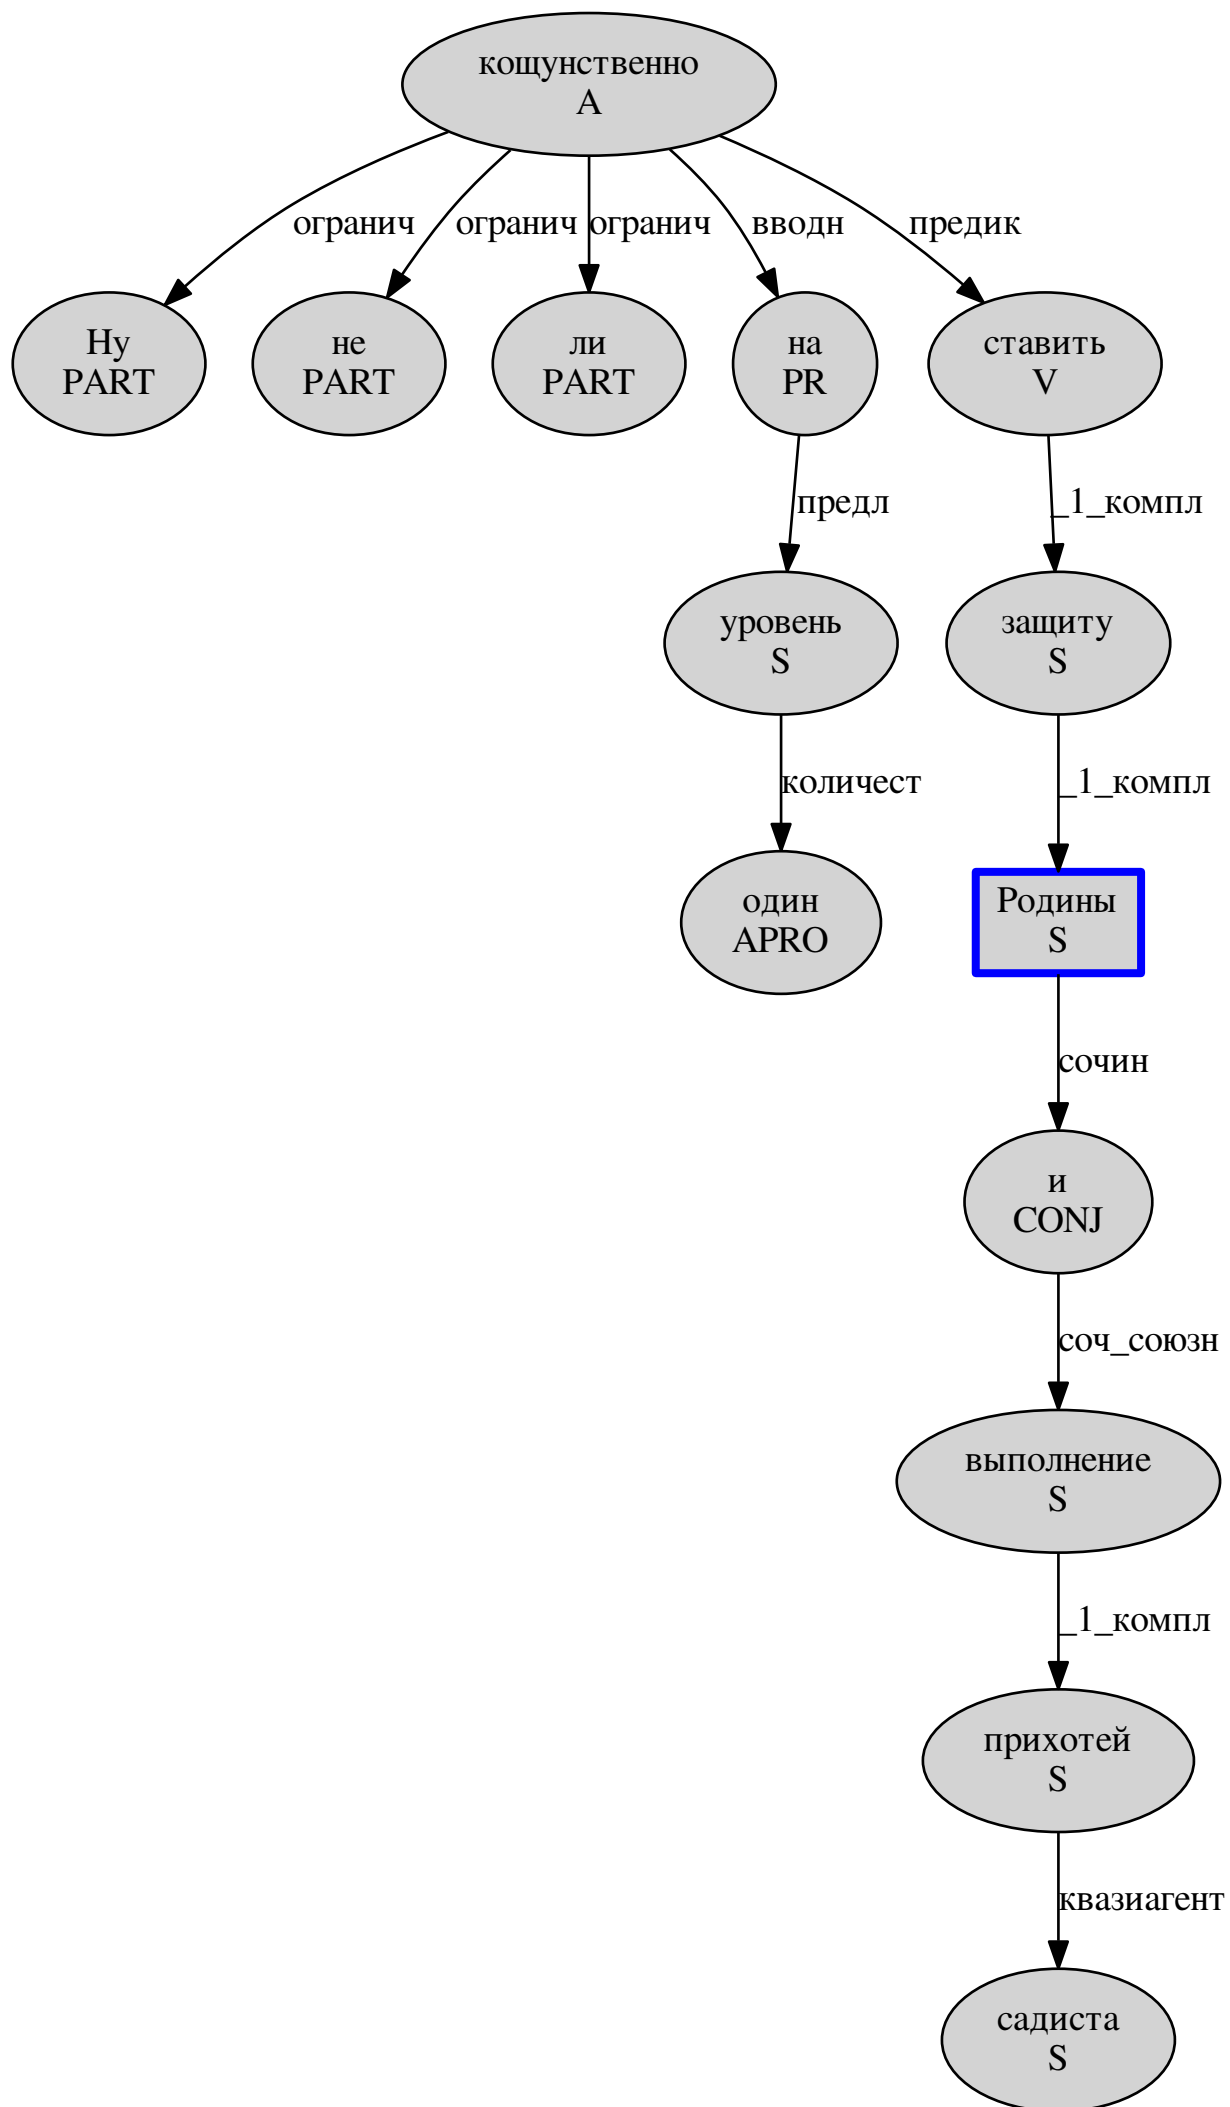 кощунственно
A
огранич
огранич
огранич
вводн
предик
Ну
PART
не
PART
ли
PART
на
PR
ставить
V
предл
_1_компл
уровень
S
защиту
S
количест
_1_компл
один
APRO
Родины
S
сочин
и
CONJ
соч_союзн
выполнение
S
_1_компл
прихотей
S
квазиагент
садиста
S